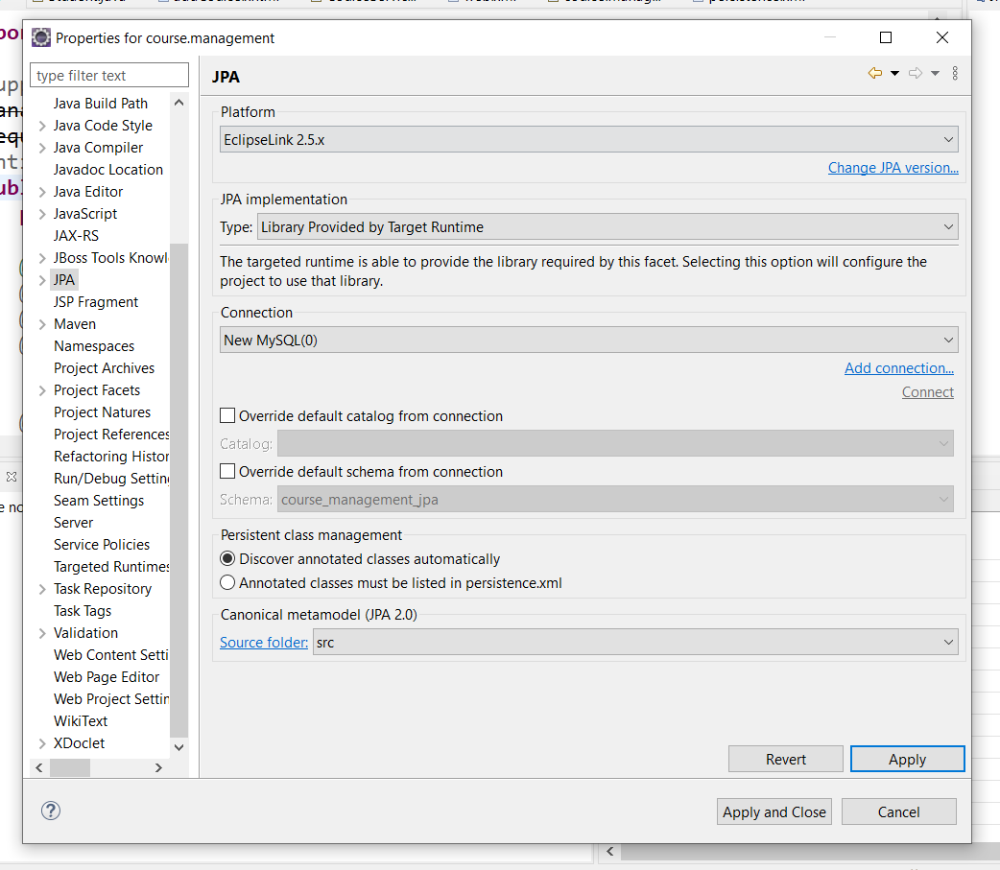 Properties for course.management
type filter text
Java Build Path
Java Code Style
Java Compiler
Javadoc Location
Java Editor
JavaScript
JAX-RS
JBoss Tools Knowl
JPA
JSP Fragment
Maven
Namespaces
Project Archives
Project Facets
Project Natures
Project References
Refactoring Histor
Run/Debug Setting
Seam Settings
Server
Service Policies
Targeted Runtimes
Task Repository
Task Tags
Validation
Web Content Setti
Web Page Editor
Web Project Settin
WikiText
XDoclet
JPA
Platform
EclipseLink 2.5.x
Change JPA version...
JPA implementation
Type: Library Provided by Target Runtime
The targeted runtime is able to provide the library required by this facet. Selecting this option will configure the
project to use that library.
Connection
New MySQL(0)
Add connection...
Connect
Override default catalog from connection
Catalog:
Override default schema from connection
Schema: course_management_jpa
Persistent class management
Discover annotated classes automatically
Annotated classes must be listed in persistence.xml
Canonical metamodel (JPA 2.0)
Source folder: src
Revert
Apply
Apply and Close
Cancel